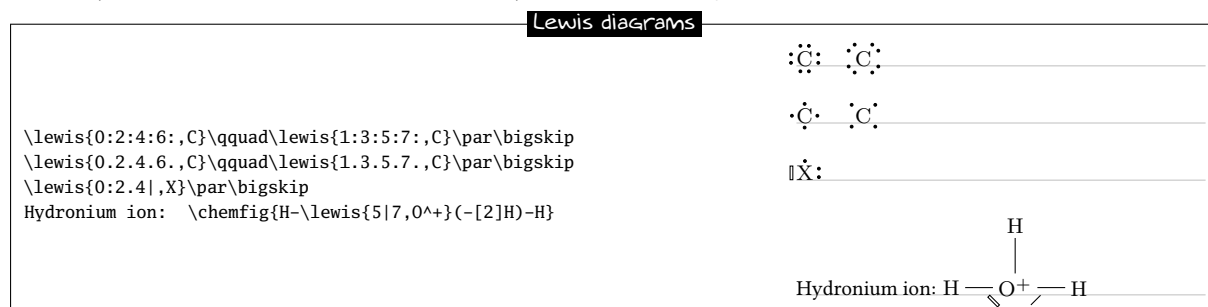 Lewis diagrams
\lewis{0:2:4:6:,C}\qquad\lewis{1:3:5:7:,C}\par\bigskip
\lewis{0:2.4.6.,C}\qquad\lewis{1.3.5.7.,C}\par\bigskip
\lewis{0:2.4|,X}\par\bigskip
Hydronium ion: \chemfig{H-\lewis{5|7,O^+}(-[2]H)-H}
C C
C C
X
H
Hydronium ion: H O+ H